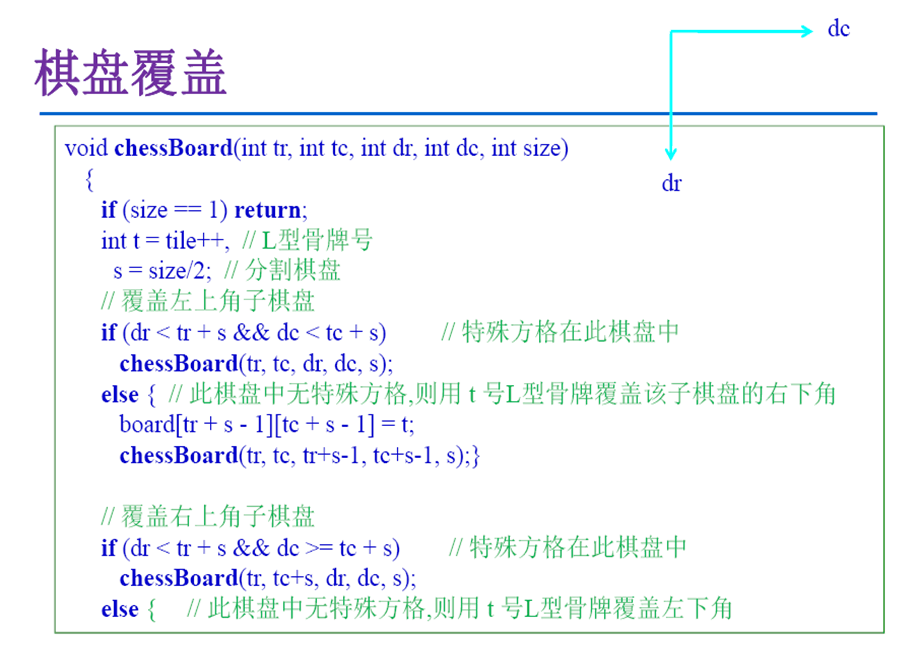 dc
棋盘覆盖
dr
void chessBoard(int tr, int tc, int dr, int dc, int size)
{
if (size == 1) return;
int t = tile++, // L型骨牌号
s = size/2; // 分割棋盘
// 覆盖左上角子棋盘
if (dr < tr + s && dc < tc + s) // 特殊方格在此棋盘中
chessBoard(tr, tc, dr, dc, s);
else { // 此棋盘中无特殊方格,则用 t 号L型骨牌覆盖该子棋盘的右下角
board[tr + s - 1][tc + s - 1] = t;
chessBoard(tr, tc, tr+s-1, tc+s-1, s);}
// 覆盖右上角子棋盘
if (dr < tr + s && dc >= tc + s) // 特殊方格在此棋盘中
chessBoard(tr, tc+s, dr, dc, s);
else { // 此棋盘中无特殊方格,则用 t 号L型骨牌覆盖左下角